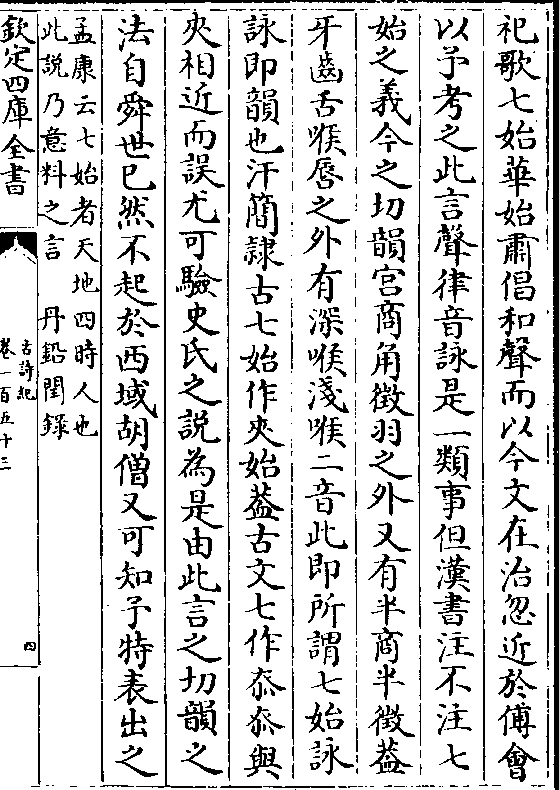 祀歌七始華始肅倡和聲而以今文在治忽近於傅會
以予考之此言聲律音詠是一類事但漢書注不注七
始之義今之切韻宮商角徵羽之外又有半商半徵葢
牙齒舌喉唇之外有深喉淺喉二音此即所謂七始詠
詠即韻也汗簡隸古七始作夾始葢古文七作桼桼與
夾相近而誤尤可驗史氏之說為是由此言之切韻之
法自舜世已然不起於西域胡僧又可知予特表出之
孟康云七始者天地四時人也
此說乃意料之言　丹鉛閏錄
欽定四庫全書
古詩紀
卷一百五十三
四